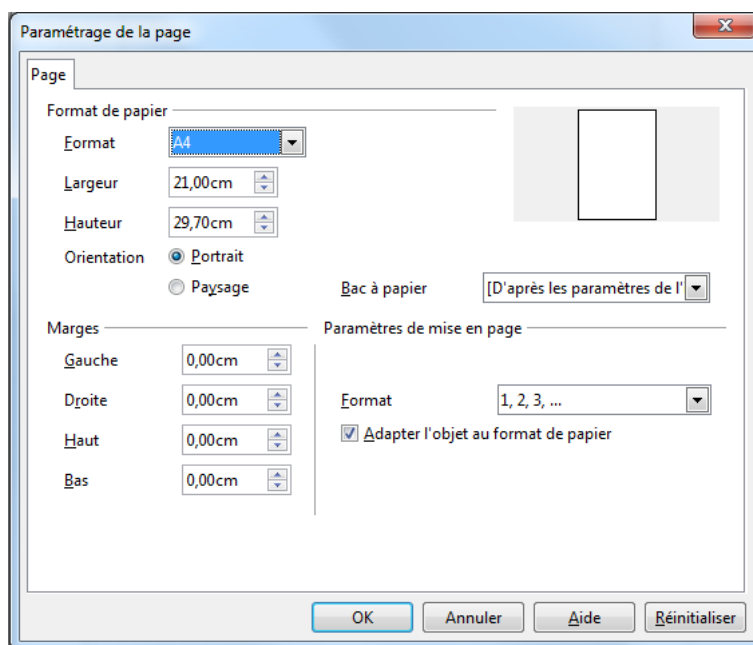 Paramétrage de la page
Page
Format de papier
Format A4
Largeur 21,00cm
Hauteur 29,70cm
Orientation Portrait
Paysage Bac à papier [D'après les paramètres de l'
Marges Paramètres de mise en page
Gauche 0,00cm
Droite 0,00cm Format 1, 2, 3, ...
Haut 0,00cm Adapter l'objet au format de papier
Bas 0,00cm
OK Annuler Aide Réinitialiser